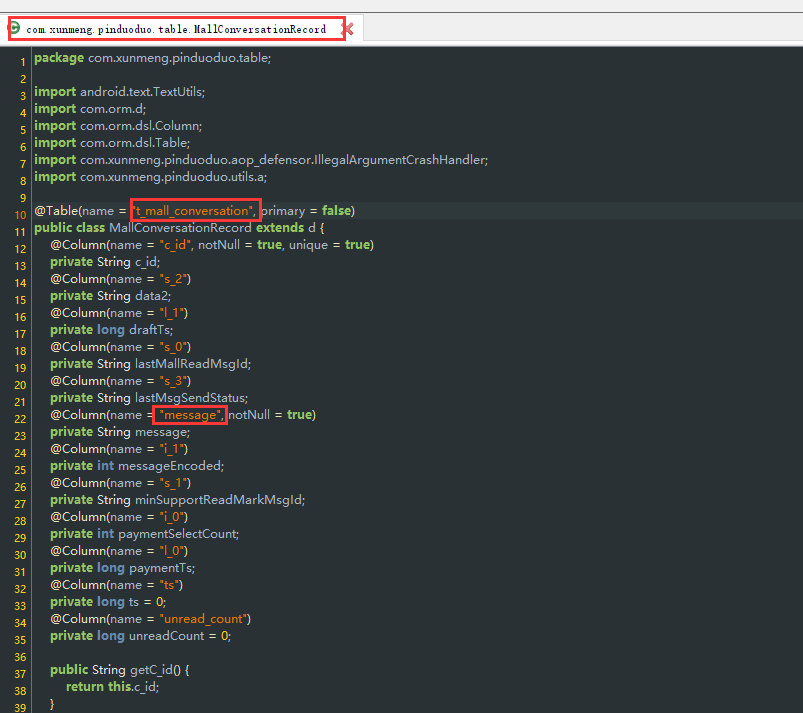 com.xunmeng.pinduoduo.table.MallConversationRecord
1 package com.xunmeng.pinduoduo.table;
2
3 import android.text.TextUtils;
4 import com.orm.d;
5 import com.orm.dsl.Column;
6 import com.orm.dsl.Table;
7 import com.xunmeng.pinduoduo.aop_defensor.IllegalArgumentCrashHandler;
8 import com.xunmeng.pinduoduo.utils.a;
9
10 @Table(name = "t_mall_conversation", primary = false)
11 public class MallConversationRecord extends d {
12 @Column(name = "c_id", notNull = true, unique = true)
13 private String c_id;
14 @Column(name = "s_2")
15 private String data2;
16 @Column(name = "l_1")
17 private long draftTs;
18 @Column(name = "s_0")
19 private String lastMallReadMsgId;
20 @Column(name = "s_3")
21 private String lastMsgSendStatus;
22 @Column(name = "message", notNull = true)
23 private String message;
24 @Column(name = "i_1")
25 private int messageEncoded;
26 @Column(name = "s_1")
27 private String minSupportReadMarkMsgId;
28 @Column(name = "i_0")
29 private int paymentSelectCount;
30 @Column(name = "l_0")
31 private long paymentTs;
32 @Column(name = "ts")
33 private long ts = 0;
34 @Column(name = "unread_count")
35 private long unreadCount = 0;
36
37 public String getC_id() {
38 return this.c_id;
39 }